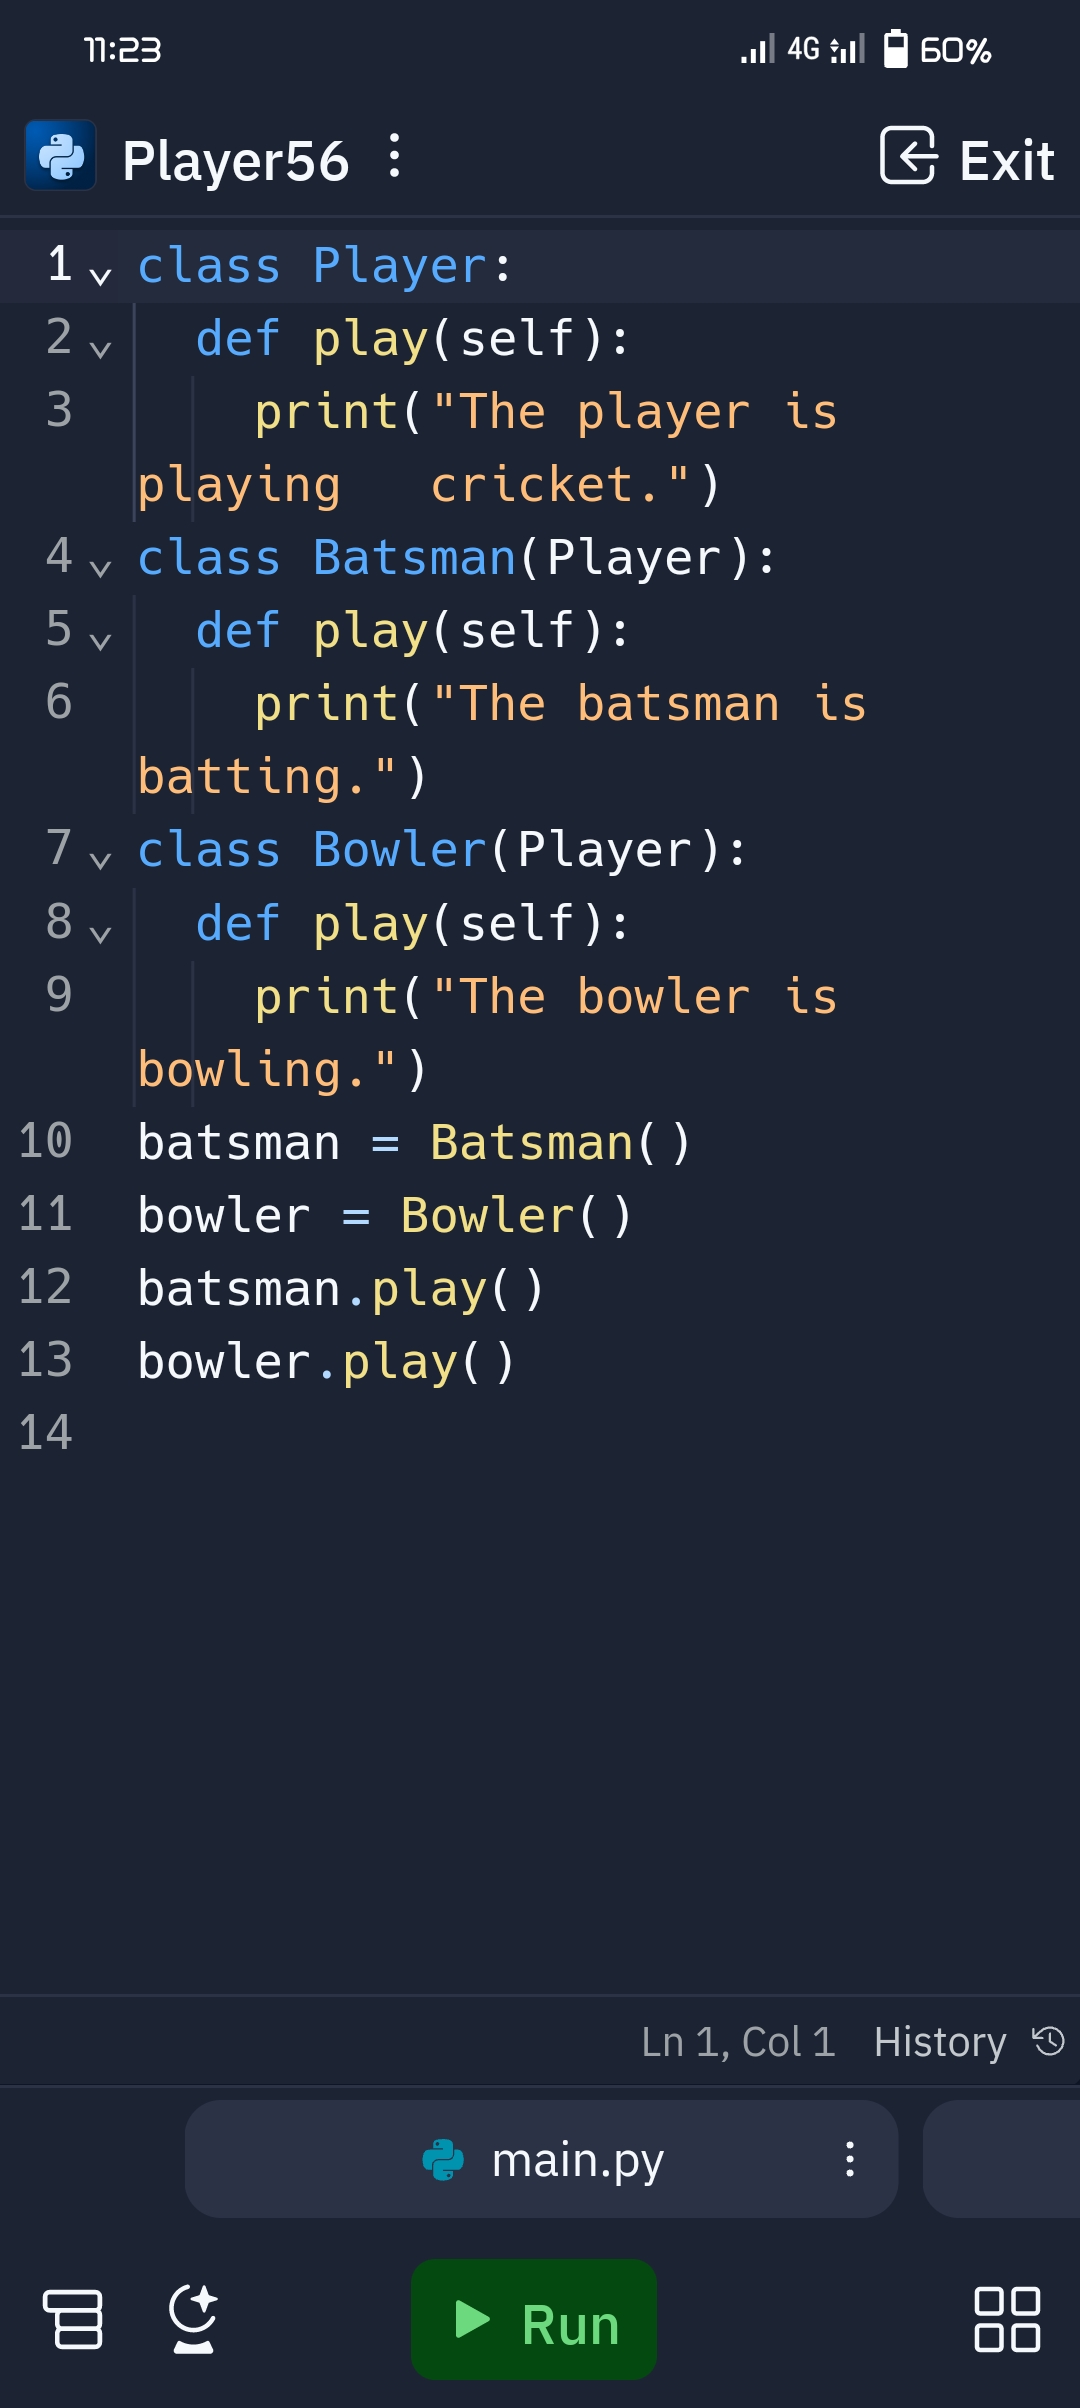 11:23
4G 60%
Player56 Exit
1 class Player:
2 def play(self):
3 print("The player is
playing   cricket.")
4 class Batsman(Player):
5 def play(self):
6 print("The batsman is
batting.")
7 class Bowler(Player):
8 def play(self):
9 print("The bowler is
bowling.")
10 batsman = Batsman()
11 bowler = Bowler()
12 batsman.play()
13 bowler.play()
14
Ln 1, Col 1 History
main.py
Run